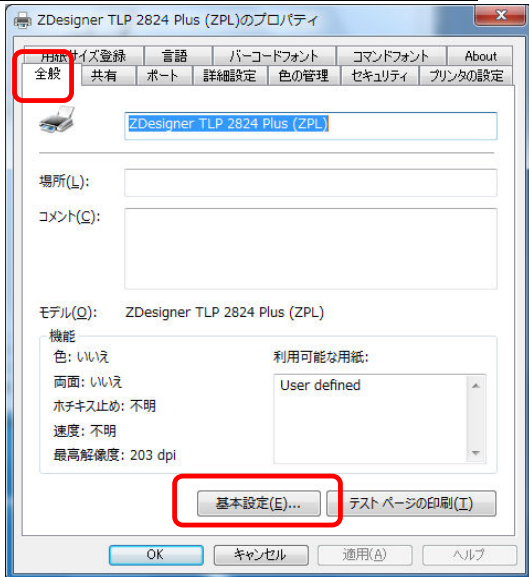 ZDesigner TLP 2824 Plus (ZPL)のプロパティ
用紙サイズ登録 言語 バーコードフォント コマンドフォント About
全般 共有 ポート 詳細設定 色の管理 セキュリティ プリンタの設定
ZDesigner TLP 2824 Plus (ZPL)
場所(L):
コメント(C):
モデル(O): ZDesigner TLP 2824 Plus (ZPL)
機能
色: いいえ 利用可能な用紙:
両面: いいえ User defined
ホチキス止め: 不明
速度: 不明
最高解像度: 203 dpi
基本設定(E)... テスト ページの印刷(T)
OK キャンセル 適用(A) ヘルプ